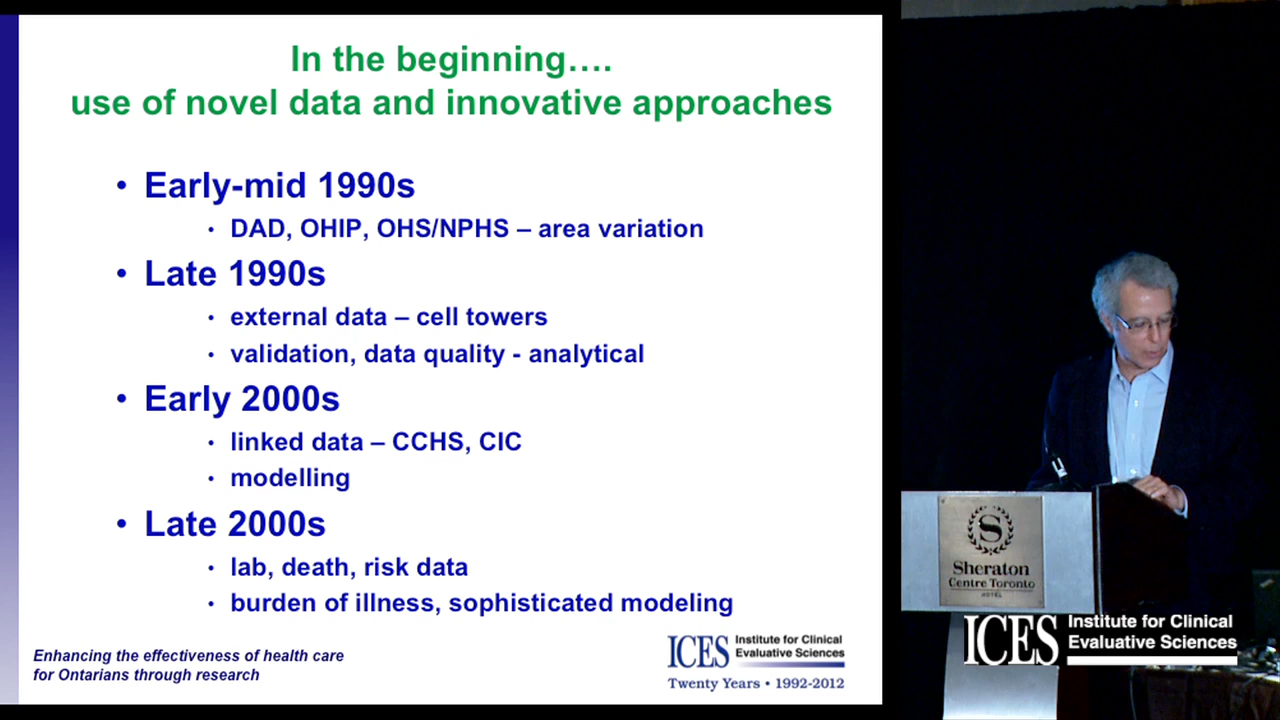 In the beginning....
use of novel data and innovative approaches
• Early-mid 1990s
• DAD, OHIP, OHS/NPHS – area variation
• Late 1990s
• external data – cell towers
• validation, data quality - analytical
• Early 2000s
• linked data – CCHS, CIC
• modelling
• Late 2000s
• lab, death, risk data
• burden of illness, sophisticated modeling
Enhancing the effectiveness of health care
for Ontarians through research
ICES Institute for Clinical
Evaluative Sciences
Twenty Years • 1992-2012
S
Sheraton
Centre Toronto
HOTEL
ICES Institute for Clinical
Evaluative Sciences